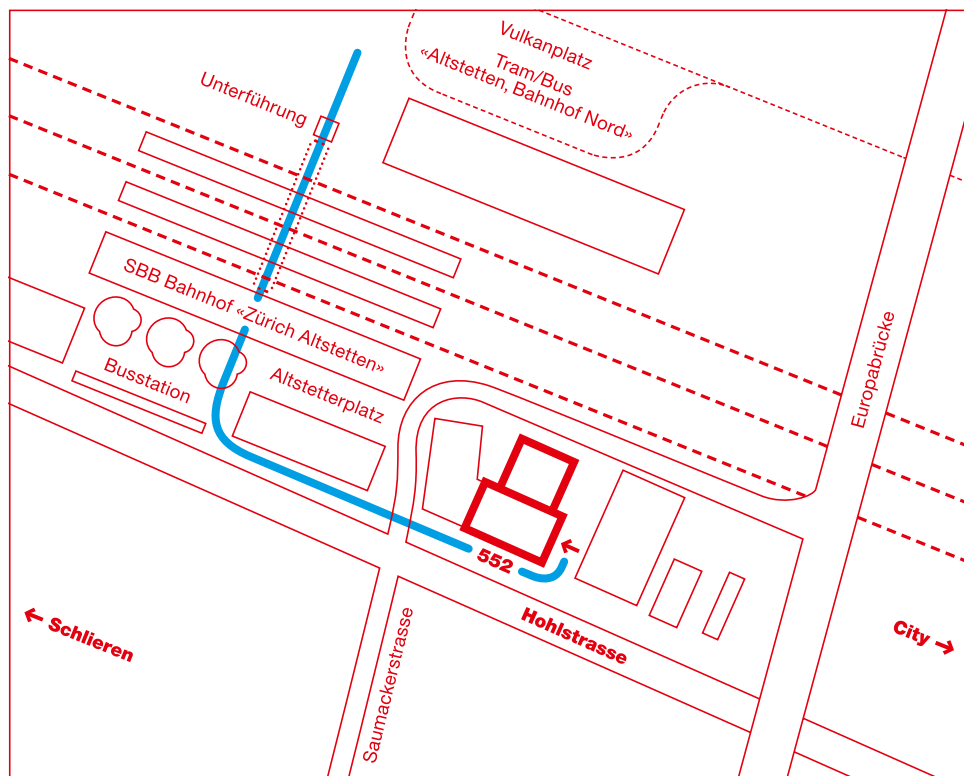 Vulkanplatz
Tram/Bus
«Altstetten, Bahnhof Nord»
Unterführung
SBB Bahnhof «Zürich Altstetten»
Busstation
Altstetterplatz
Europabrücke
552
Hohlstrasse
← Schlieren
City →
Saumackerstrasse